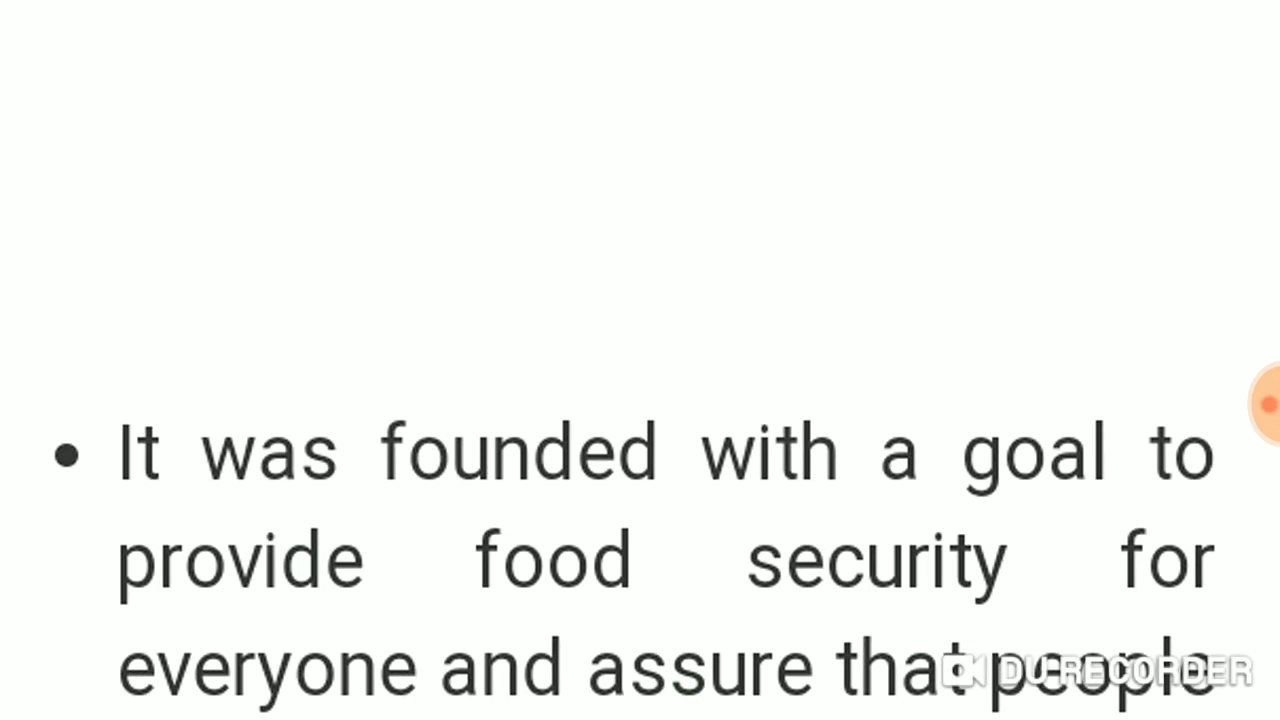 • It was founded with a goal to
provide food security for
everyone and assure that people
DU RECORDER